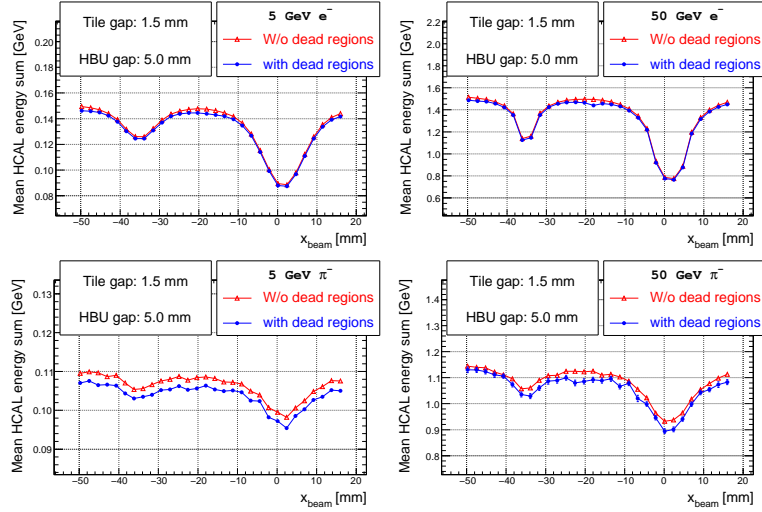 Tile gap: 1.5 mm
HBU gap: 5.0 mm
5 GeV e⁻
W/o dead regions
with dead regions
Mean HCAL energy sum [GeV]
0.20
0.18
0.16
0.14
0.12
0.10
0.08
−50 −40 −30 −20 −10 0 10 20
x_beam [mm]
Tile gap: 1.5 mm
HBU gap: 5.0 mm
50 GeV e⁻
W/o dead regions
with dead regions
Mean HCAL energy sum [GeV]
2.2
2.0
1.8
1.6
1.4
1.2
1.0
0.8
0.6
−50 −40 −30 −20 −10 0 10 20
x_beam [mm]
Tile gap: 1.5 mm
HBU gap: 5.0 mm
5 GeV π⁻
W/o dead regions
with dead regions
Mean HCAL energy sum [GeV]
0.13
0.12
0.11
0.10
0.09
−50 −40 −30 −20 −10 0 10 20
x_beam [mm]
Tile gap: 1.5 mm
HBU gap: 5.0 mm
50 GeV π⁻
W/o dead regions
with dead regions
Mean HCAL energy sum [GeV]
1.4
1.3
1.2
1.1
1.0
0.9
0.8
−50 −40 −30 −20 −10 0 10 20
x_beam [mm]